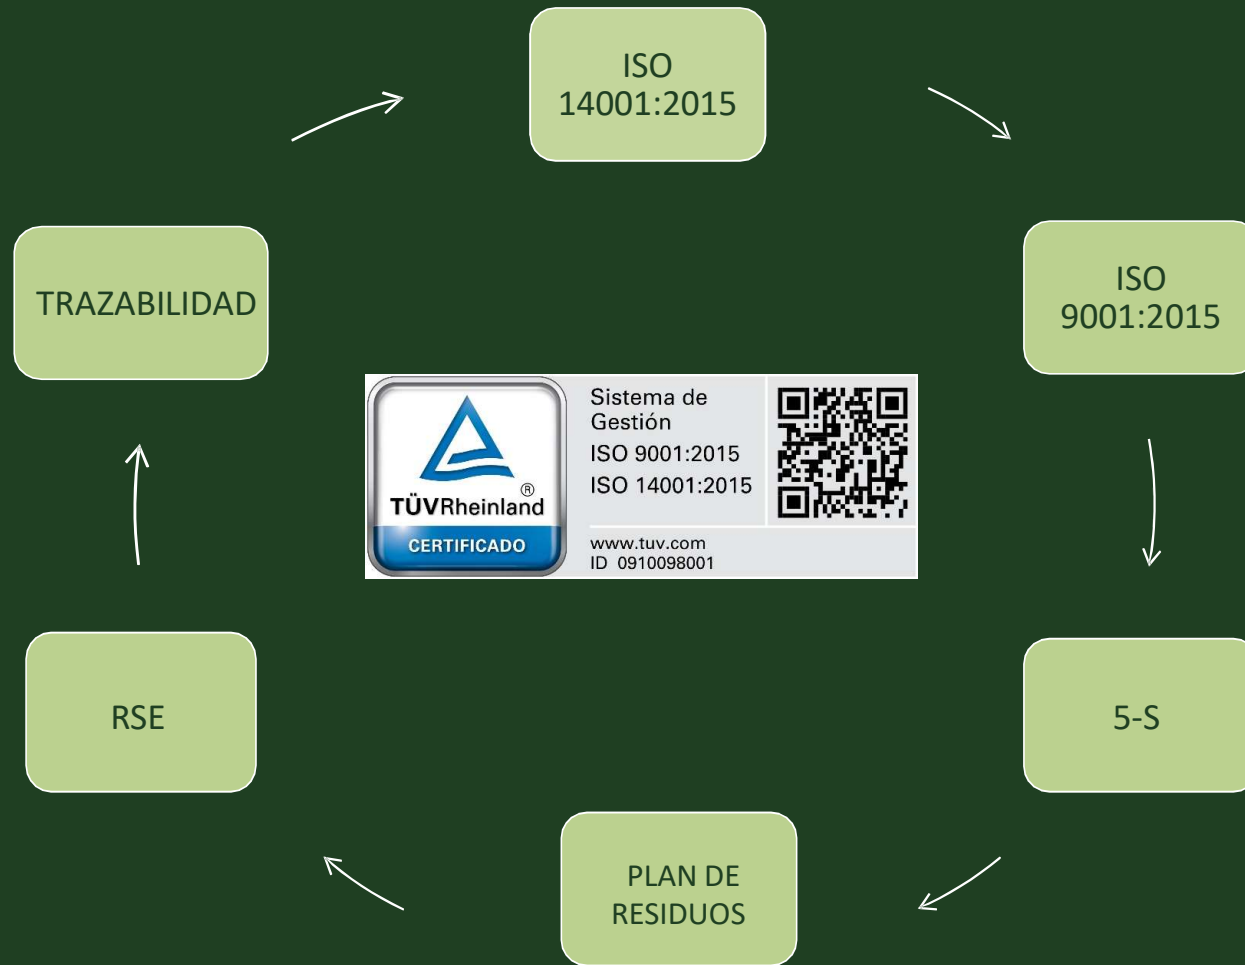 ISO
14001:2015
ISO
9001:2015
TRAZABILIDAD
Sistema de
Gestión
ISO 9001:2015
ISO 14001:2015
®
TÜVRheinland
CERTIFICADO
www.tuv.com
ID 0910098001
RSE
5-S
PLAN DE
RESIDUOS